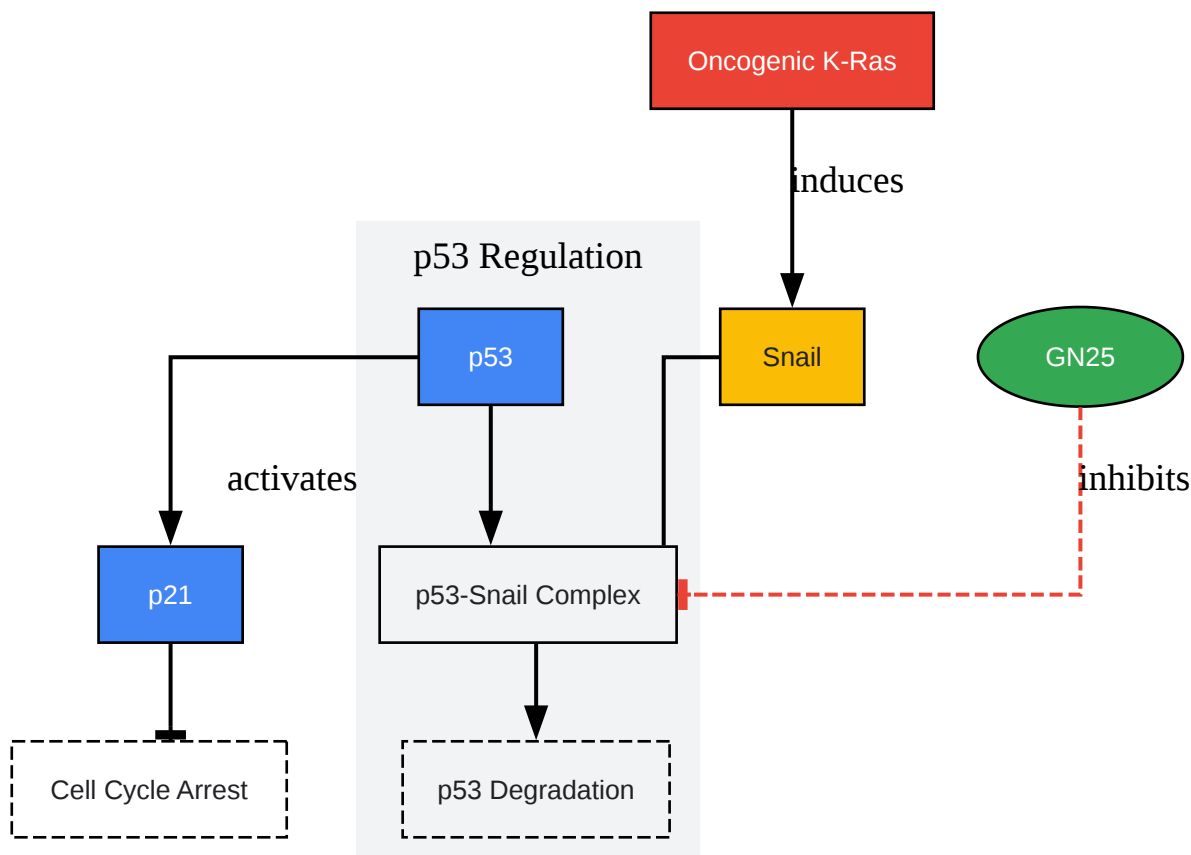 Oncogenic K-Ras
induces
p53 Regulation
p53
Snail
GN25
activates
inhibits
p21
p53-Snail Complex
Cell Cycle Arrest
p53 Degradation